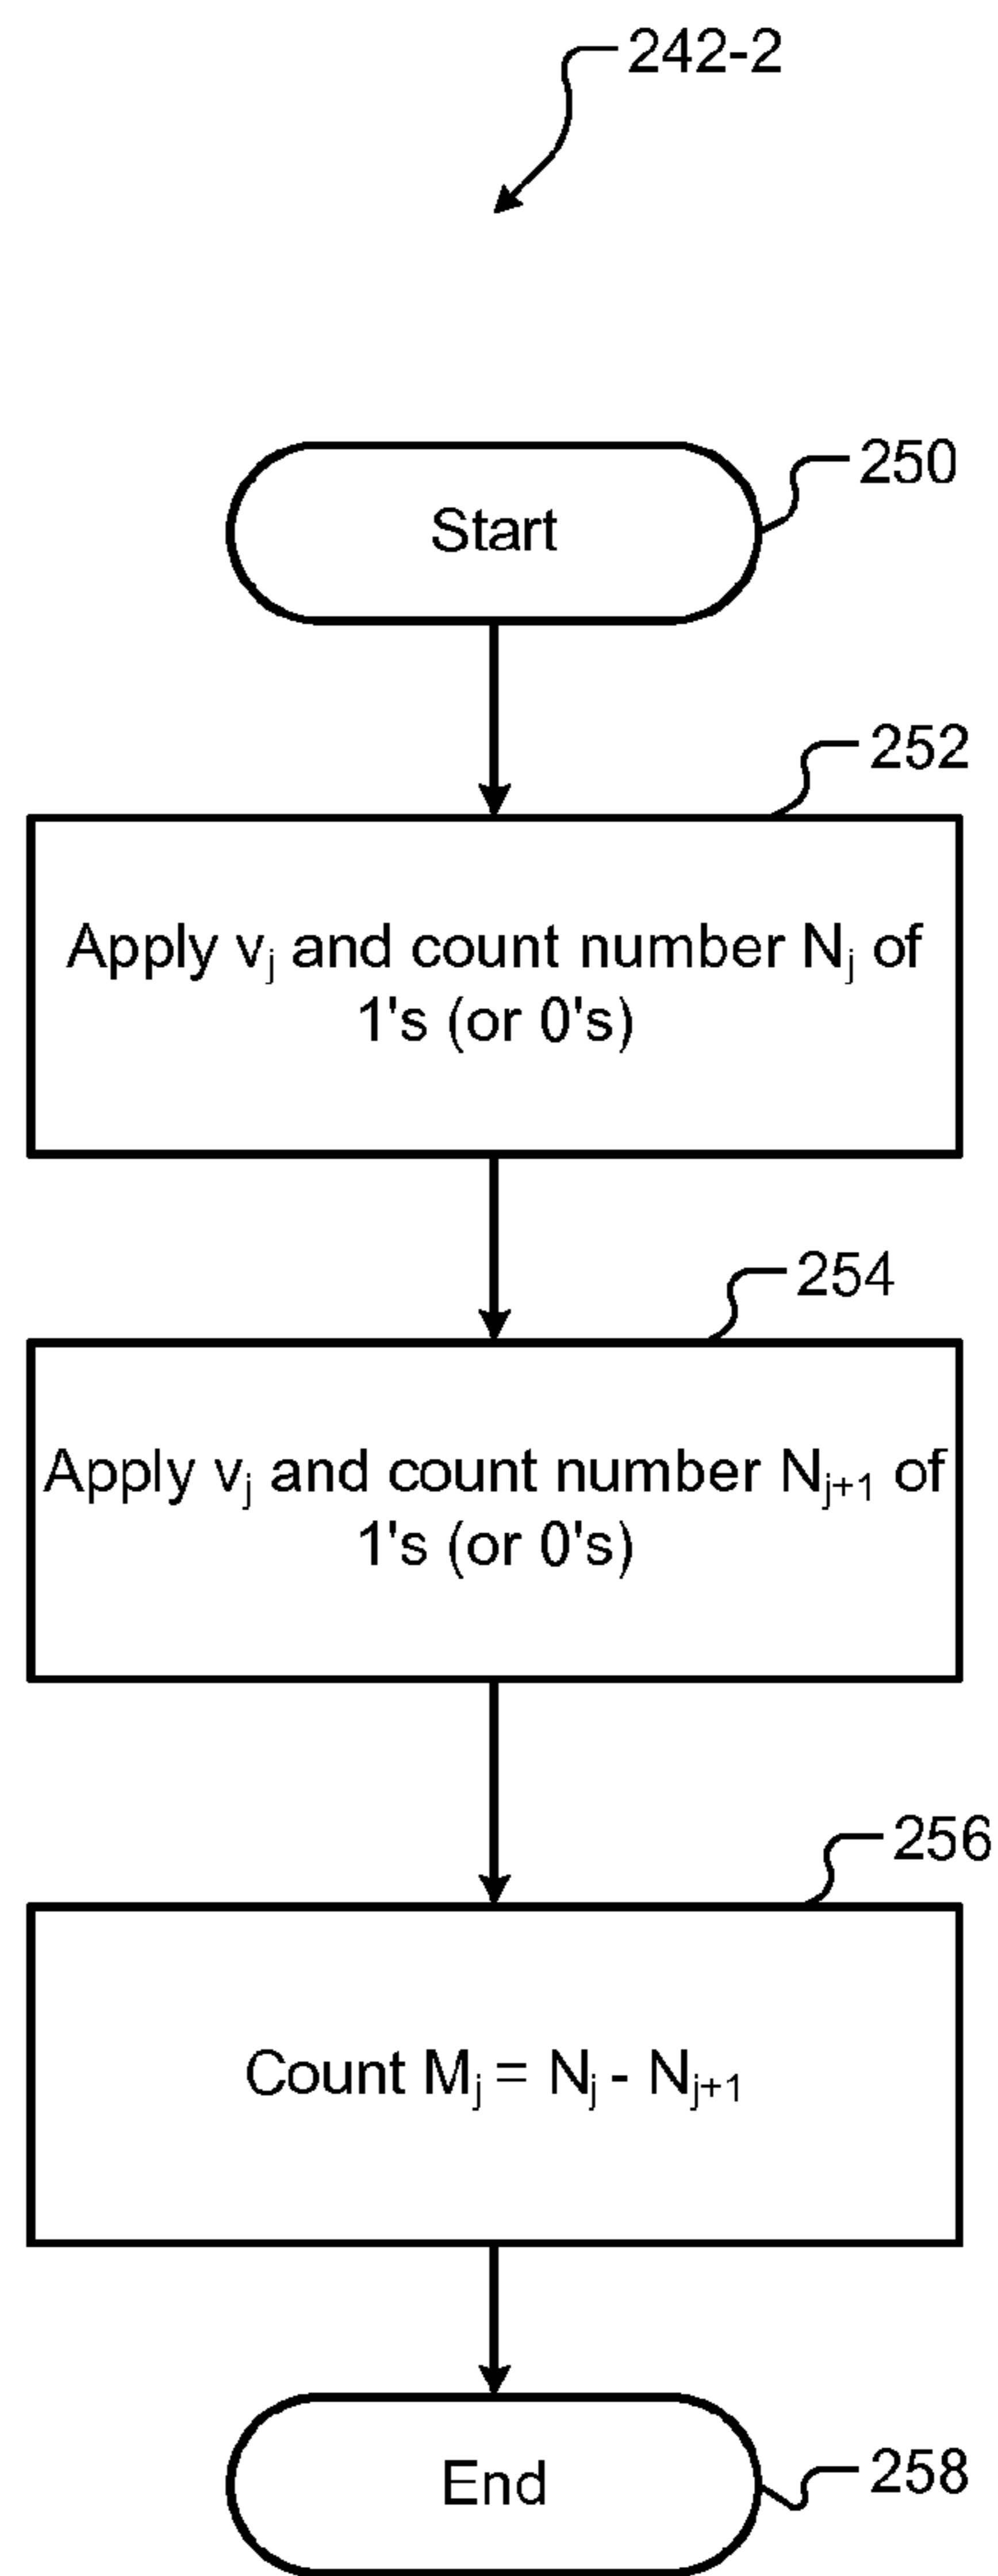 242-2
250
Start
252
Apply vⱼ and count number Nⱼ of
1's (or 0's)
254
Apply vⱼ and count number Nⱼ₊₁ of
1's (or 0's)
256
Count Mⱼ = Nⱼ - Nⱼ₊₁
End
258